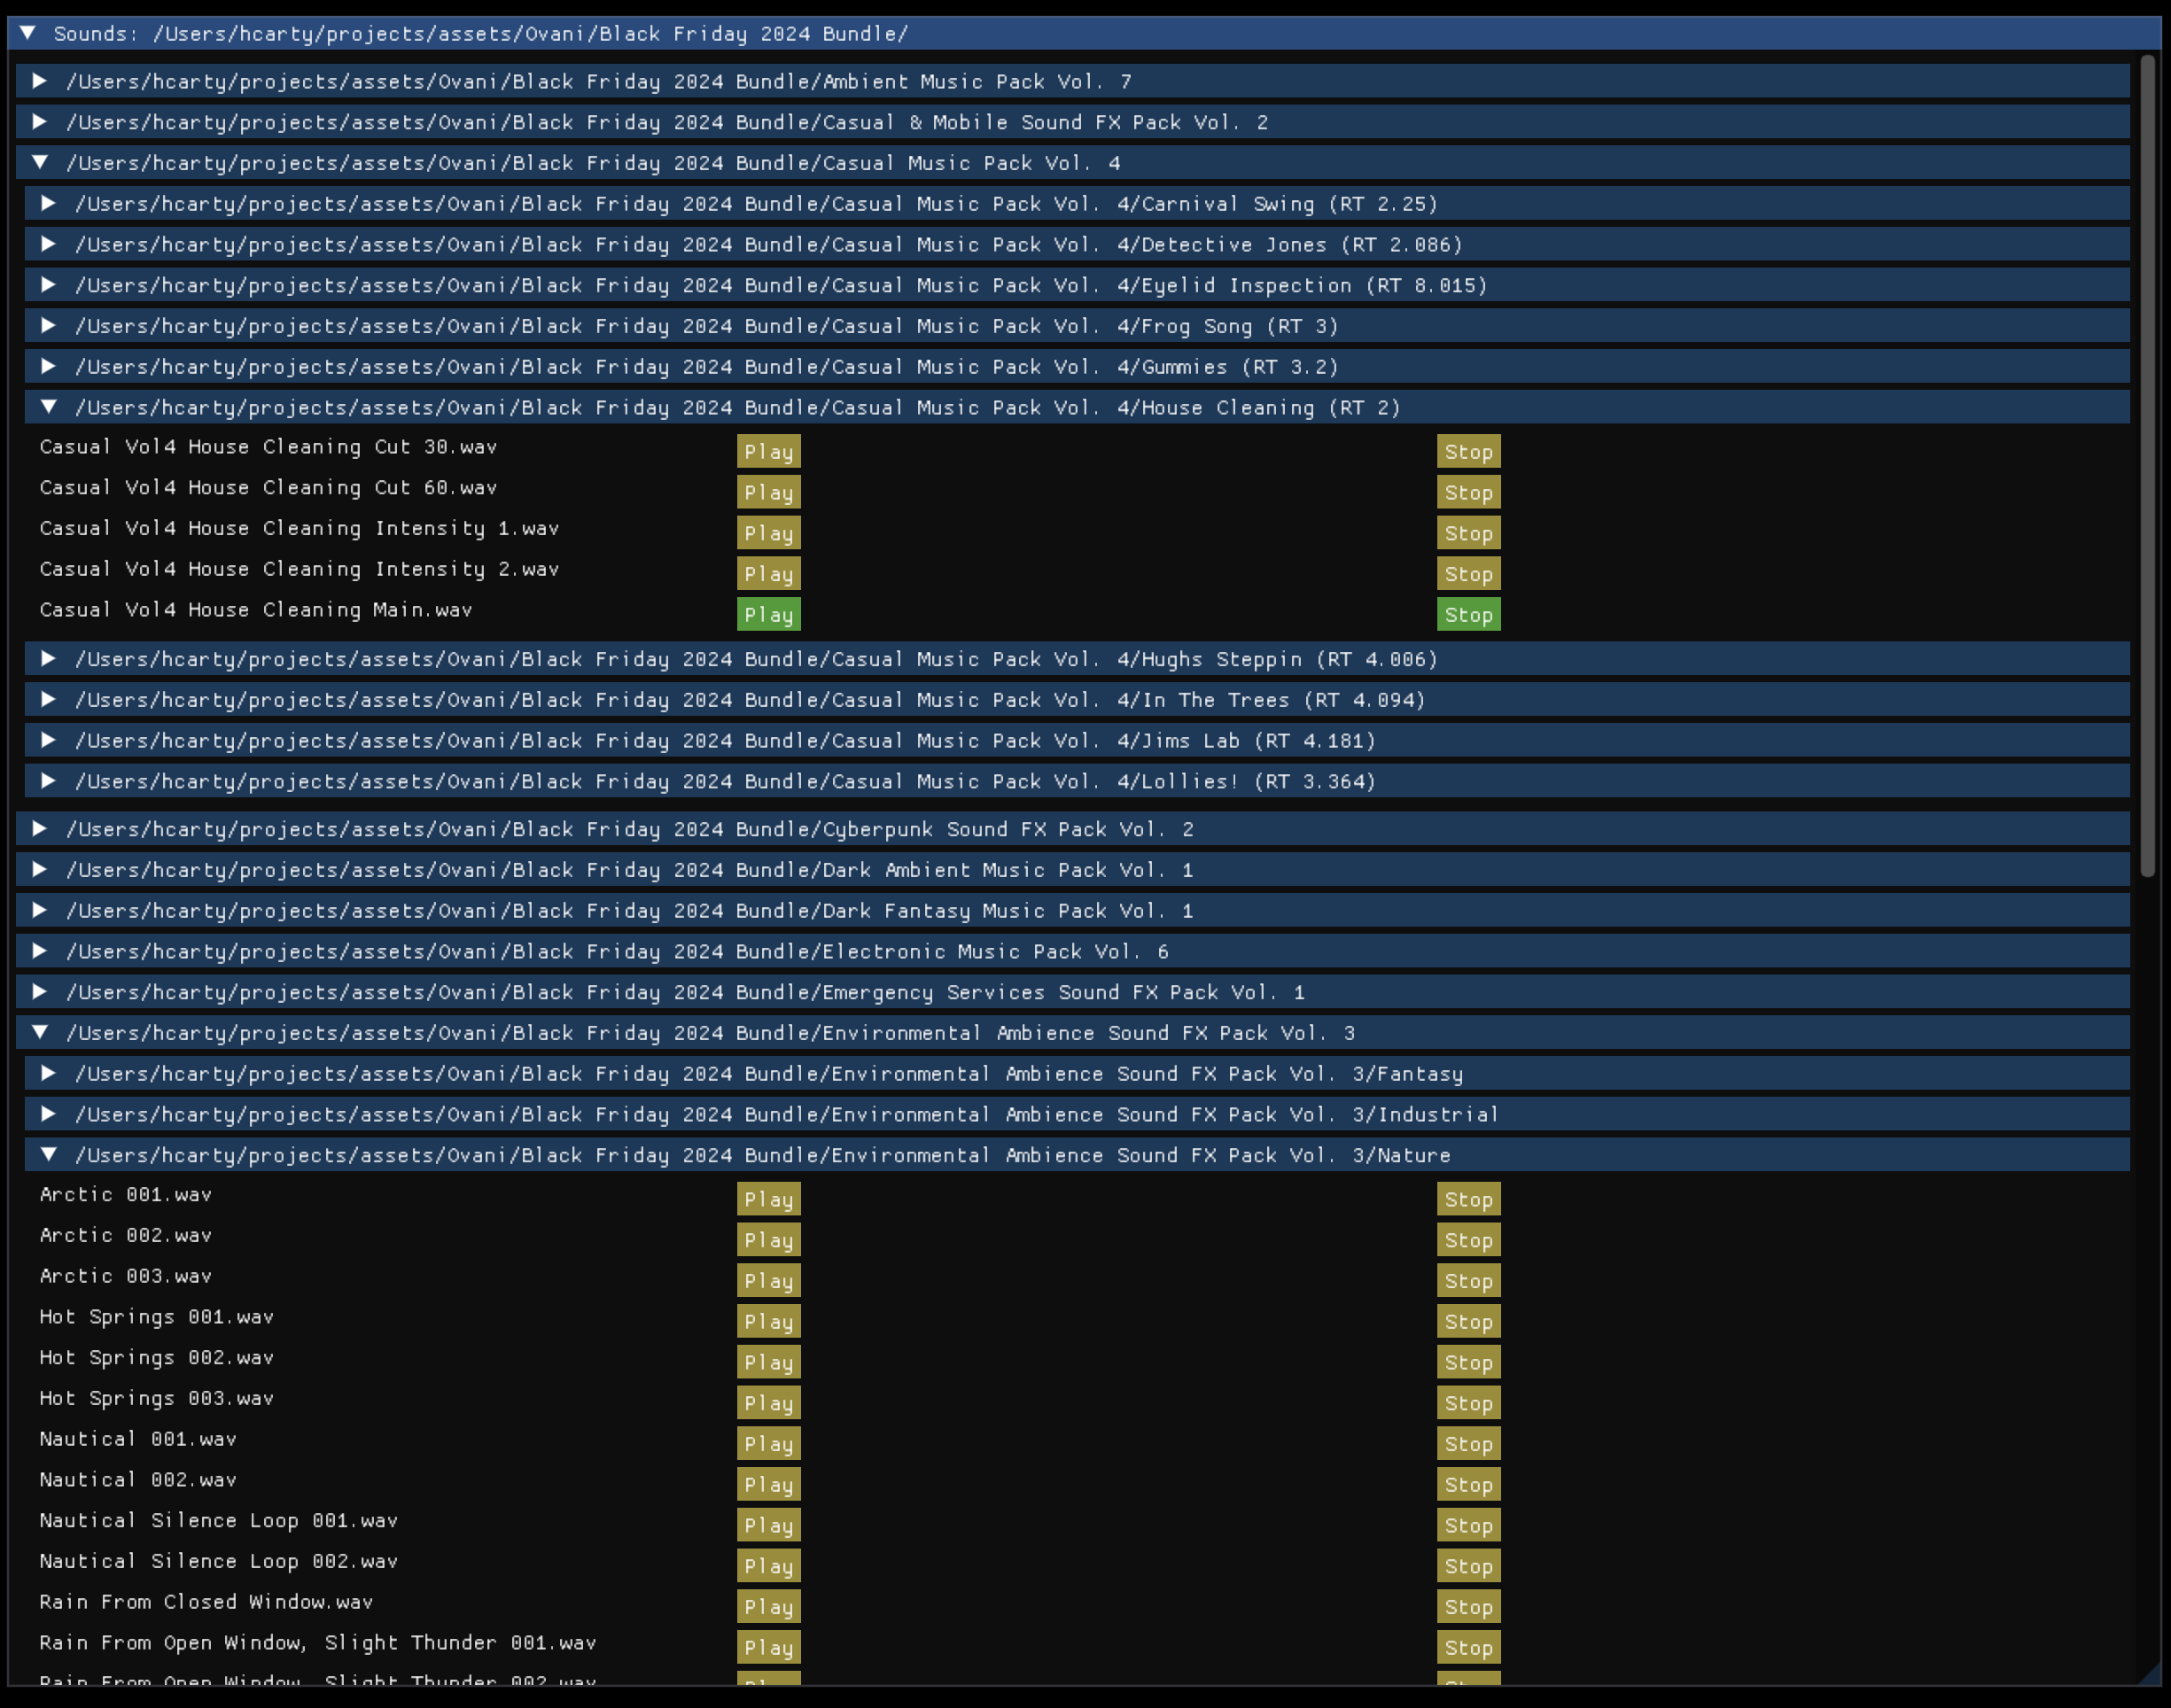 Sounds: /Users/hcarty/projects/assets/Ovani/Black Friday 2024 Bundle/
/Users/hcarty/projects/assets/Ovani/Black Friday 2024 Bundle/Ambient Music Pack Vol. 7
/Users/hcarty/projects/assets/Ovani/Black Friday 2024 Bundle/Casual & Mobile Sound FX Pack Vol. 2
/Users/hcarty/projects/assets/Ovani/Black Friday 2024 Bundle/Casual Music Pack Vol. 4
/Users/hcarty/projects/assets/Ovani/Black Friday 2024 Bundle/Casual Music Pack Vol. 4/Carnival Swing (RT 2.25)
/Users/hcarty/projects/assets/Ovani/Black Friday 2024 Bundle/Casual Music Pack Vol. 4/Detective Jones (RT 2.086)
/Users/hcarty/projects/assets/Ovani/Black Friday 2024 Bundle/Casual Music Pack Vol. 4/Eyelid Inspection (RT 8.015)
/Users/hcarty/projects/assets/Ovani/Black Friday 2024 Bundle/Casual Music Pack Vol. 4/Frog Song (RT 3)
/Users/hcarty/projects/assets/Ovani/Black Friday 2024 Bundle/Casual Music Pack Vol. 4/Gummies (RT 3.2)
/Users/hcarty/projects/assets/Ovani/Black Friday 2024 Bundle/Casual Music Pack Vol. 4/House Cleaning (RT 2)
Casual Vol4 House Cleaning Cut 30.wav Play Stop
Casual Vol4 House Cleaning Cut 60.wav Play Stop
Casual Vol4 House Cleaning Intensity 1.wav Play Stop
Casual Vol4 House Cleaning Intensity 2.wav Play Stop
Casual Vol4 House Cleaning Main.wav Play Stop
/Users/hcarty/projects/assets/Ovani/Black Friday 2024 Bundle/Casual Music Pack Vol. 4/Hughs Steppin (RT 4.006)
/Users/hcarty/projects/assets/Ovani/Black Friday 2024 Bundle/Casual Music Pack Vol. 4/In The Trees (RT 4.094)
/Users/hcarty/projects/assets/Ovani/Black Friday 2024 Bundle/Casual Music Pack Vol. 4/Jims Lab (RT 4.181)
/Users/hcarty/projects/assets/Ovani/Black Friday 2024 Bundle/Casual Music Pack Vol. 4/Lollies! (RT 3.364)
/Users/hcarty/projects/assets/Ovani/Black Friday 2024 Bundle/Cyberpunk Sound FX Pack Vol. 2
/Users/hcarty/projects/assets/Ovani/Black Friday 2024 Bundle/Dark Ambient Music Pack Vol. 1
/Users/hcarty/projects/assets/Ovani/Black Friday 2024 Bundle/Dark Fantasy Music Pack Vol. 1
/Users/hcarty/projects/assets/Ovani/Black Friday 2024 Bundle/Electronic Music Pack Vol. 6
/Users/hcarty/projects/assets/Ovani/Black Friday 2024 Bundle/Emergency Services Sound FX Pack Vol. 1
/Users/hcarty/projects/assets/Ovani/Black Friday 2024 Bundle/Environmental Ambience Sound FX Pack Vol. 3
/Users/hcarty/projects/assets/Ovani/Black Friday 2024 Bundle/Environmental Ambience Sound FX Pack Vol. 3/Fantasy
/Users/hcarty/projects/assets/Ovani/Black Friday 2024 Bundle/Environmental Ambience Sound FX Pack Vol. 3/Industrial
/Users/hcarty/projects/assets/Ovani/Black Friday 2024 Bundle/Environmental Ambience Sound FX Pack Vol. 3/Nature
Arctic 001.wav Play Stop
Arctic 002.wav Play Stop
Arctic 003.wav Play Stop
Hot Springs 001.wav Play Stop
Hot Springs 002.wav Play Stop
Hot Springs 003.wav Play Stop
Nautical 001.wav Play Stop
Nautical 002.wav Play Stop
Nautical Silence Loop 001.wav Play Stop
Nautical Silence Loop 002.wav Play Stop
Rain From Closed Window.wav Play Stop
Rain From Open Window, Slight Thunder 001.wav Play Stop
Rain From Open Window, Slight Thunder 002.wav